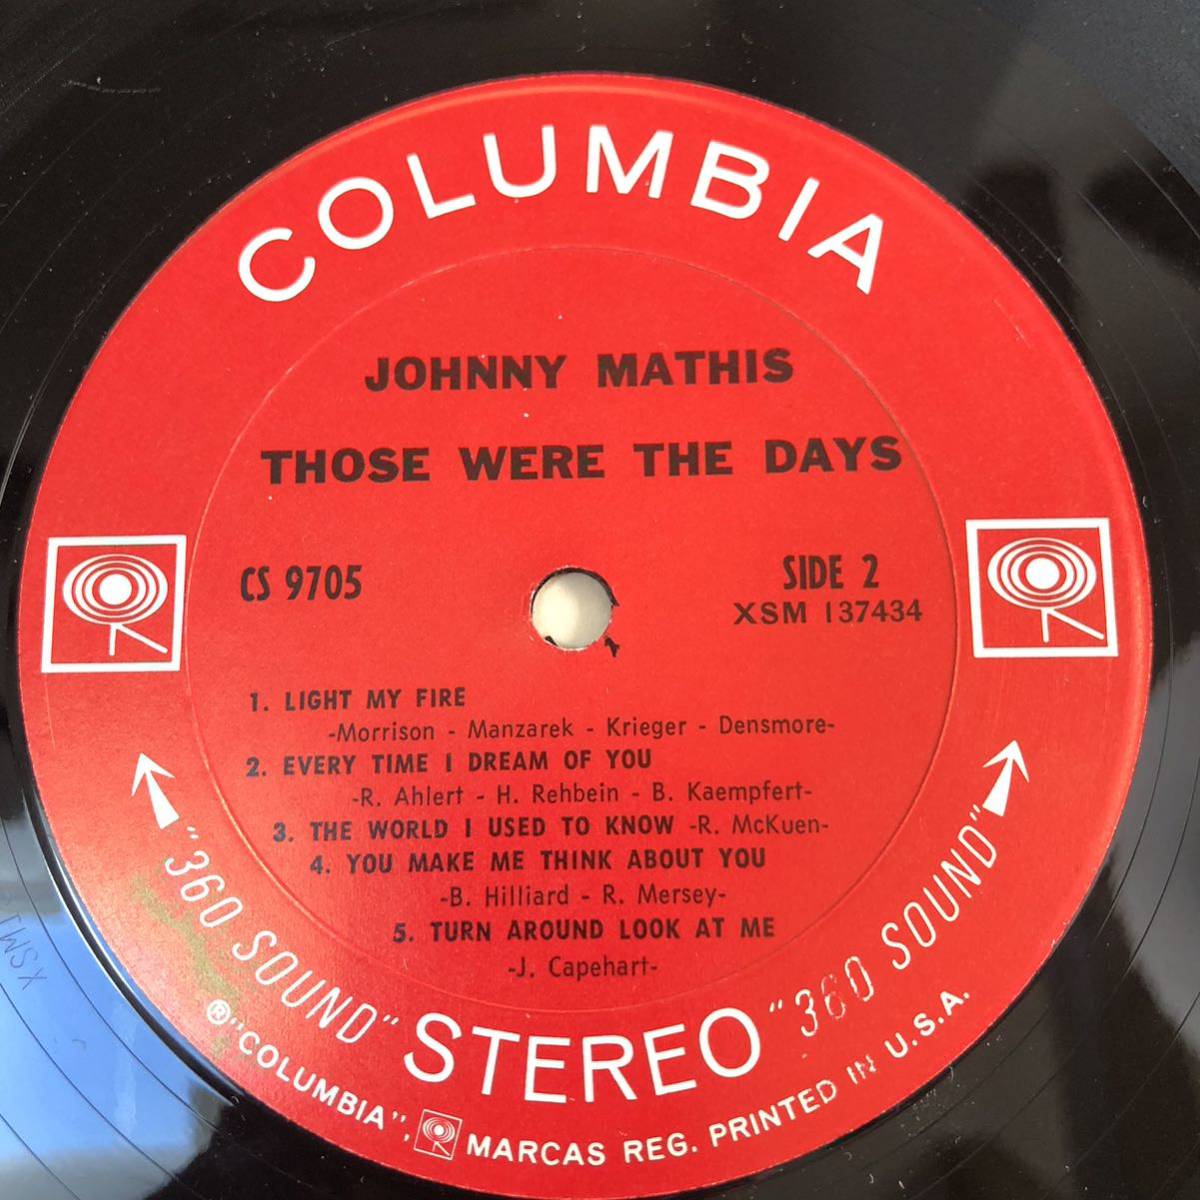 COLUMBIA
JOHNNY MATHIS
THOSE WERE THE DAYS
CS 9705
SIDE 2
XSM 137434
1. LIGHT MY FIRE
-Morrison - Manzarek - Krieger - Densmore-
2. EVERY TIME I DREAM OF YOU
-R. Ahlert - H. Rehbein - B. Kaempfert-
3. THE WORLD I USED TO KNOW -R. McKuen-
4. YOU MAKE ME THINK ABOUT YOU
-B. Hilliard - R. Mersey-
5. TURN AROUND LOOK AT ME
-J. Capehart-
"360 SOUND" STEREO "360 SOUND"
®"COLUMBIA", MARCAS REG. PRINTED IN U.S.A.